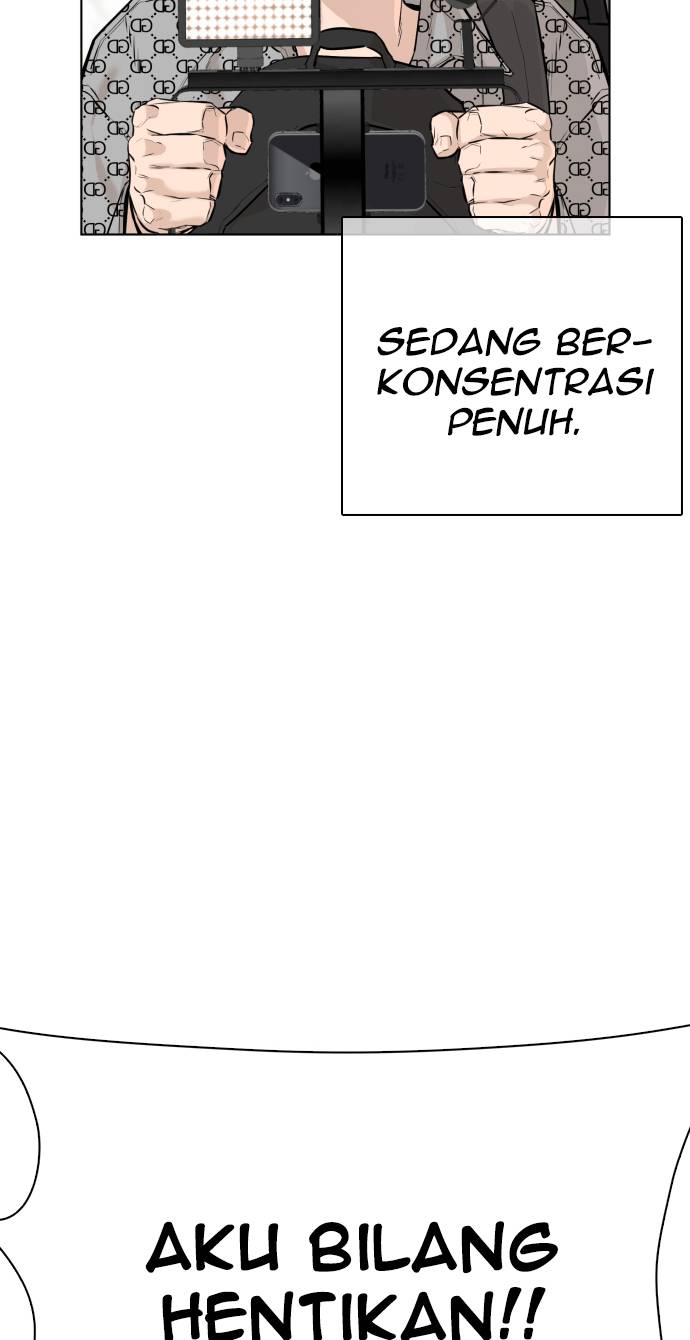 SEDANG BER-
KONSENTRASI
PENUH.
AKU BILANG
HENTIKAN!!